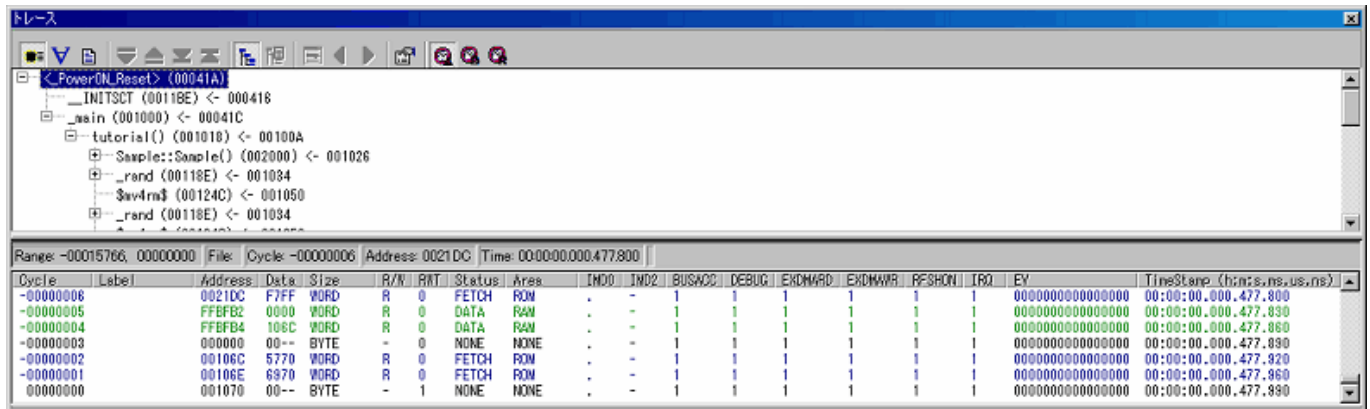 トレース
<_PowerON_Reset> (00041A)
__INITSCT (0011BE) <- 000416
_main (001000) <- 00041C
tutorial() (001018) <- 00100A
Sample::Sample() (002000) <- 001026
_rand (00118E) <- 001034
$mv4rm$ (00124C) <- 001050
_rand (00118E) <- 001034
Range: -00015766, 00000000 File: Cycle: -00000006 Address: 0021DC Time: 00:00:00.000.477.800
Cycle Label Address Data Size R/W RWT Status Area IND0 IND2 BUSACC DEBUG EXDMARD EXDMAWR RFSHON IRQ EV TimeStamp (h:m:s.ms.us.ns)
-00000006 0021DC F7FF WORD R 0 FETCH ROM . - 1 1 1 1 1 1 0000000000000000 00:00:00.000.477.800
-00000005 FFBFB2 0000 WORD R 0 DATA RAM . - 1 1 1 1 1 1 0000000000000000 00:00:00.000.477.830
-00000004 FFBFB4 106C WORD R 0 DATA RAM . - 1 1 1 1 1 1 0000000000000000 00:00:00.000.477.860
-00000003 000000 00-- BYTE - 0 NONE NONE . - 1 1 1 1 1 1 0000000000000000 00:00:00.000.477.890
-00000002 00106C 5770 WORD R 0 FETCH ROM . - 1 1 1 1 1 1 0000000000000000 00:00:00.000.477.920
-00000001 00106E 6970 WORD R 0 FETCH ROM . - 1 1 1 1 1 1 0000000000000000 00:00:00.000.477.960
00000000 001070 00-- BYTE - 1 NONE NONE . - 1 1 1 1 1 1 0000000000000000 00:00:00.000.477.990